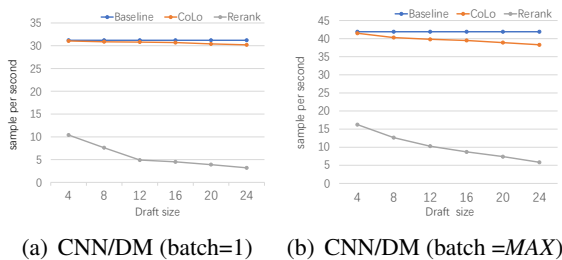 Baseline CoLo Rerank
sample per second
35
30
25
20
15
10
5
0
4 8 12 16 20 24
Draft size
(a) CNN/DM (batch=1)
Baseline CoLo Rerank
sample per second
45
40
35
30
25
20
15
10
5
0
4 8 12 16 20 24
Draft size
(b) CNN/DM (batch =MAX)